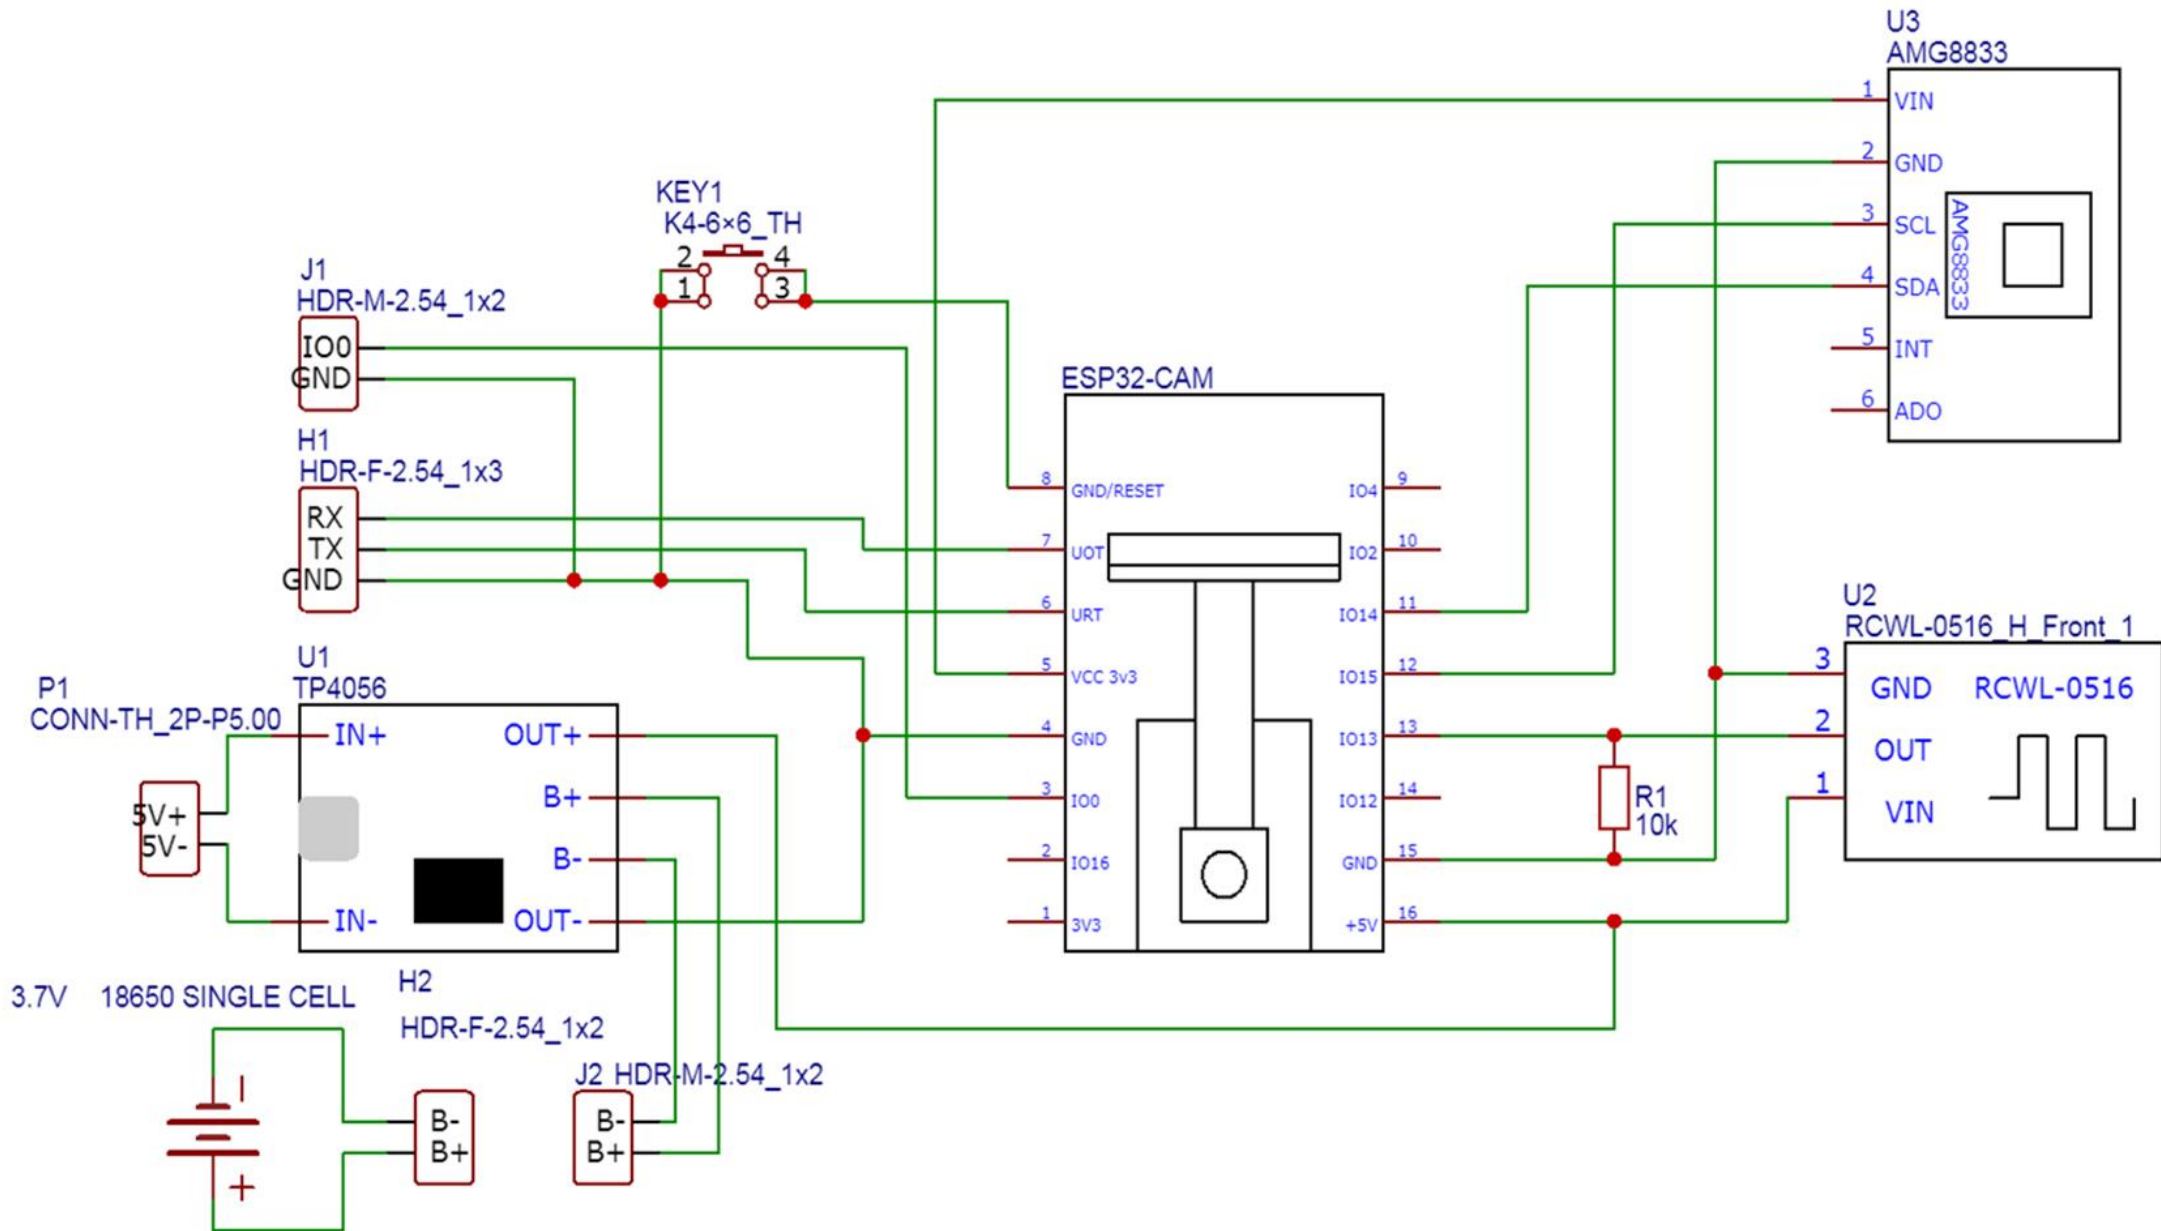 U3
AMG8833
1 VIN
2 GND
3 SCL
4 SDA
5 INT
6 ADO
AMG8833
KEY1
K4-6×6_TH
2 4
1 3
J1
HDR-M-2.54_1x2
IO0
GND
H1
HDR-F-2.54_1x3
RX
TX
GND
ESP32-CAM
8 GND/RESET
7 UOT
6 URT
5 VCC 3v3
4 GND
3 IO0
2 IO16
1 3V3
IO4 9
IO2 10
IO14 11
IO15 12
IO13 13
IO12 14
GND 15
+5V 16
R1
10k
U2
RCWL-0516_H_Front_1
3 GND
2 OUT
1 VIN
RCWL-0516
U1
TP4056
IN+
IN-
OUT+
B+
B-
OUT-
P1
CONN-TH_2P-P5.00
5V+
5V-
3.7V 18650 SINGLE CELL
H2
HDR-F-2.54_1x2
B-
B+
J2 HDR-M-2.54_1x2
B-
B+
+